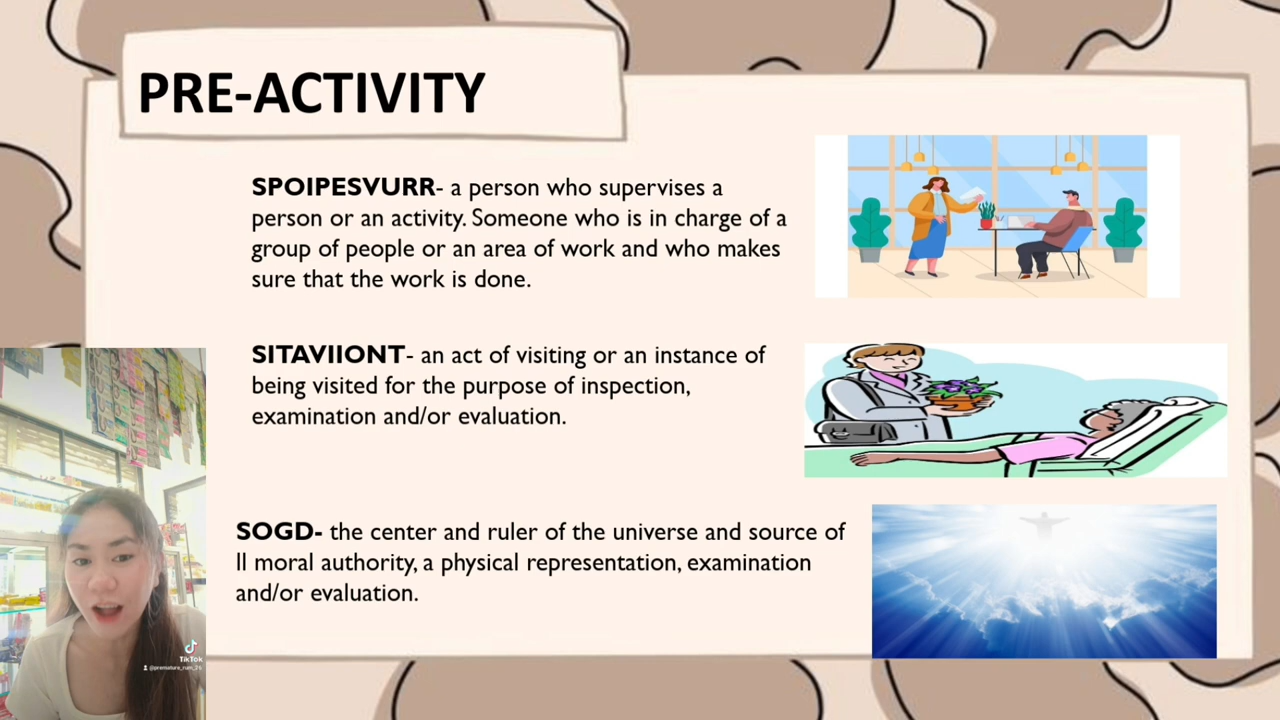 PRE-ACTIVITY
SPOIPESVURR- a person who supervises a
person or an activity. Someone who is in charge of a
group of people or an area of work and who makes
sure that the work is done.
SITAVIIONT- an act of visiting or an instance of
being visited for the purpose of inspection,
examination and/or evaluation.
SOGD- the center and ruler of the universe and source of
ll moral authority, a physical representation, examination
and/or evaluation.
TikTok